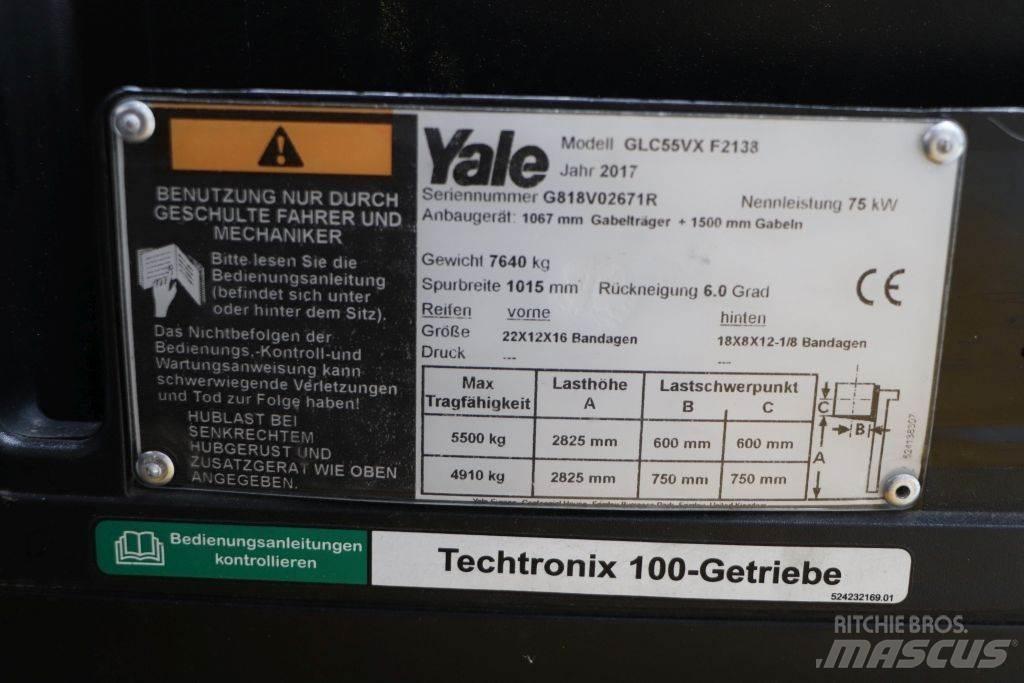 BENUTZUNG NUR DURCH
GESCHULTE FAHRER UND
MECHANIKER
Bitte lesen Sie die
Bedienungsanleitung
(befindet sich unter
oder hinter dem Sitz).
Das Nichtbefolgen der
Bedienungs,-Kontroll-und
Wartungsanweisung kann
schwerwiegende Verletzungen
und Tod zur Folge haben!
HUBLAST BEI
SENKRECHTEM
HUBGERUST UND
ZUSATZGERAT WIE OBEN
ANGEGEBEN.
Yale
Modell GLC55VX F2138
Jahr 2017
Seriennummer G818V02671R
Nennleistung 75 kW
Anbaugerät: 1067 mm Gabelträger + 1500 mm Gabeln
Gewicht 7640 kg
Spurbreite 1015 mm Rückneigung 6.0 Grad
CE
Reifen vorne hinten
Größe 22X12X16 Bandagen 18X8X12-1/8 Bandagen
Druck --- ---
Max Tragfähigkeit Lasthöhe A Lastschwerpunkt B C
5500 kg 2825 mm 600 mm 600 mm
4910 kg 2825 mm 750 mm 750 mm
C
B
A
524138307
Bedienungsanleitungen
kontrollieren
Techtronix 100-Getriebe
524232169.01
RITCHIE BROS.
MASCUS